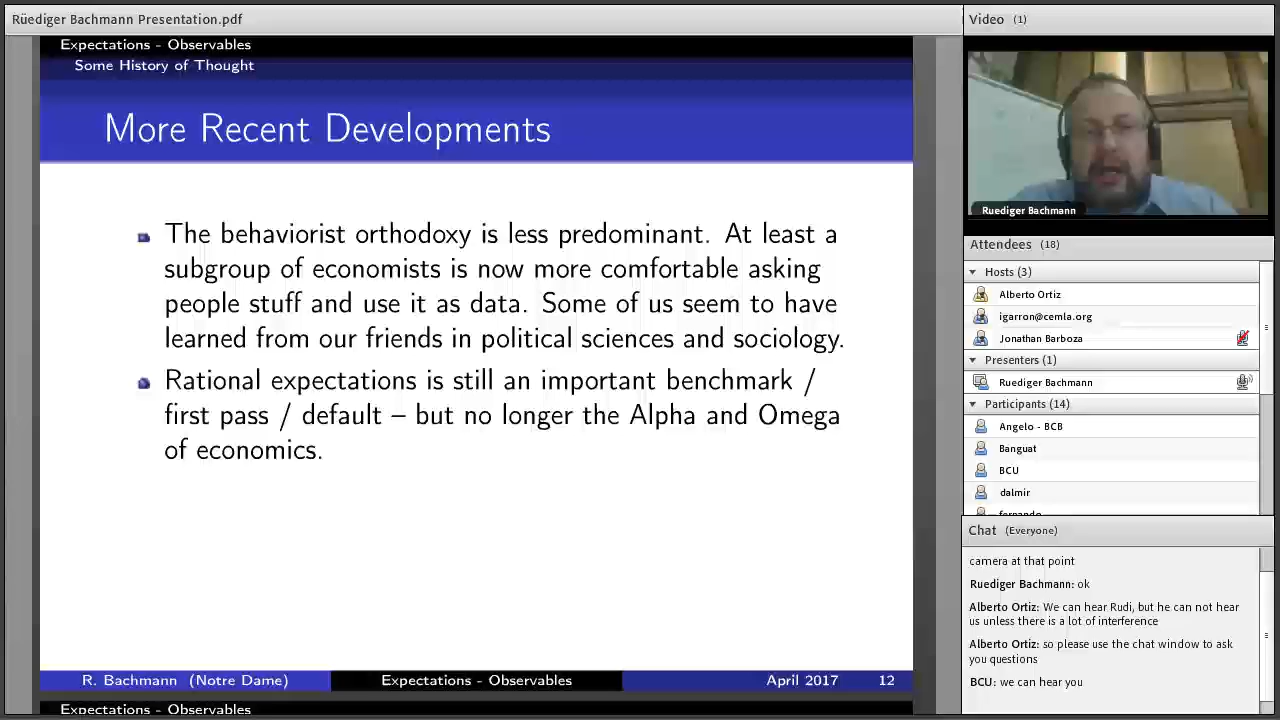 Rüediger Bachmann Presentation.pdf
Expectations - Observables
Some History of Thought
More Recent Developments
The behaviorist orthodoxy is less predominant. At least a
subgroup of economists is now more comfortable asking
people stuff and use it as data. Some of us seem to have
learned from our friends in political sciences and sociology.
Rational expectations is still an important benchmark /
first pass / default – but no longer the Alpha and Omega
of economics.
R. Bachmann (Notre Dame) Expectations - Observables April 2017 12
Expectations - Observables
Video (1)
Ruediger Bachmann
Attendees (18)
Hosts (3)
Alberto Ortiz
igarron@cemla.org
Jonathan Barboza
Presenters (1)
Ruediger Bachmann
Participants (14)
Angelo - BCB
Banguat
BCU
dalmir
fernando
Chat (Everyone)
camera at that point
Ruediger Bachmann: ok
Alberto Ortiz: We can hear Rudi, but he can not hear
us unless there is a lot of interference
Alberto Ortiz: so please use the chat window to ask
you questions
BCU: we can hear you